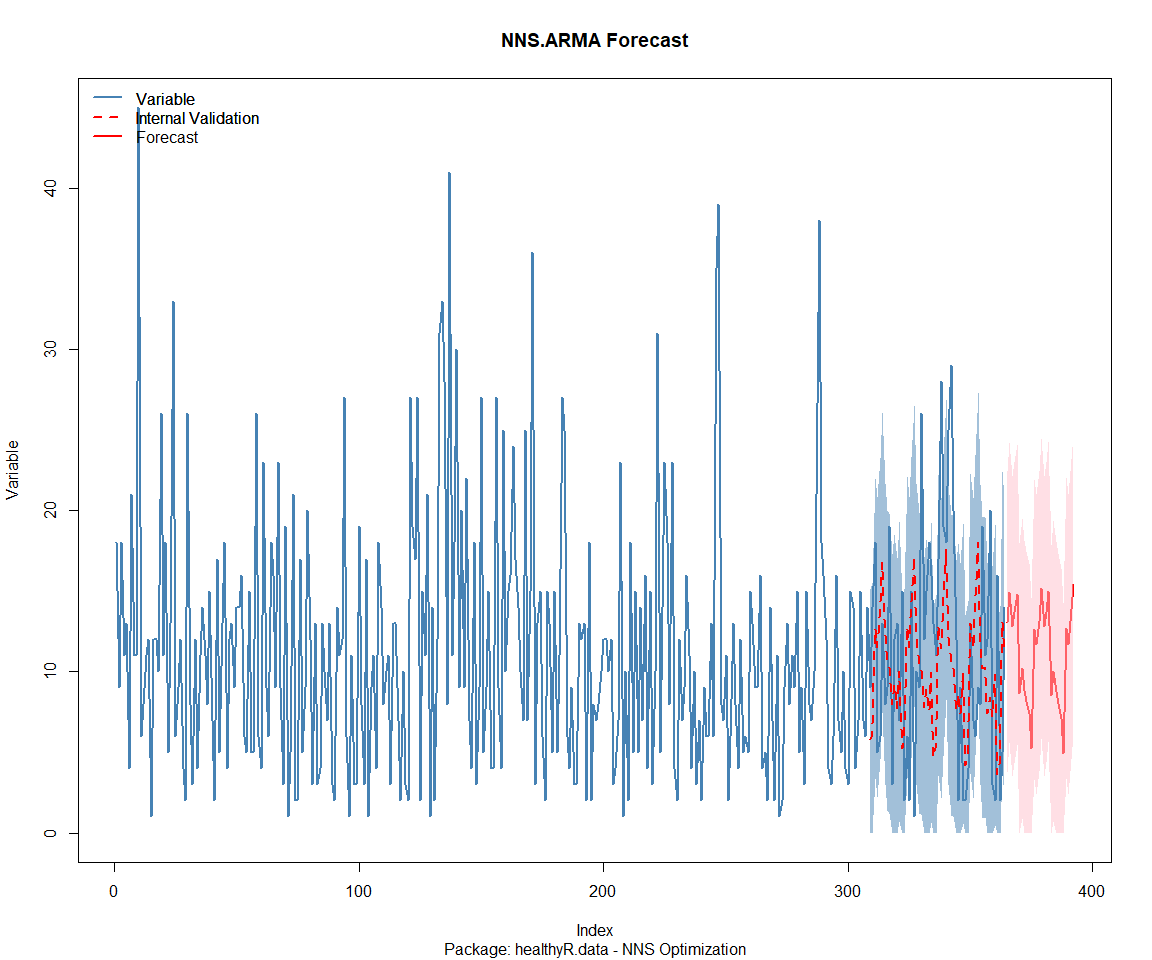 NNS.ARMA Forecast
Variable
Internal Validation
Forecast
40
30
20
10
0
Variable
0 100 200 300 400
Index
Package: healthyR.data - NNS Optimization